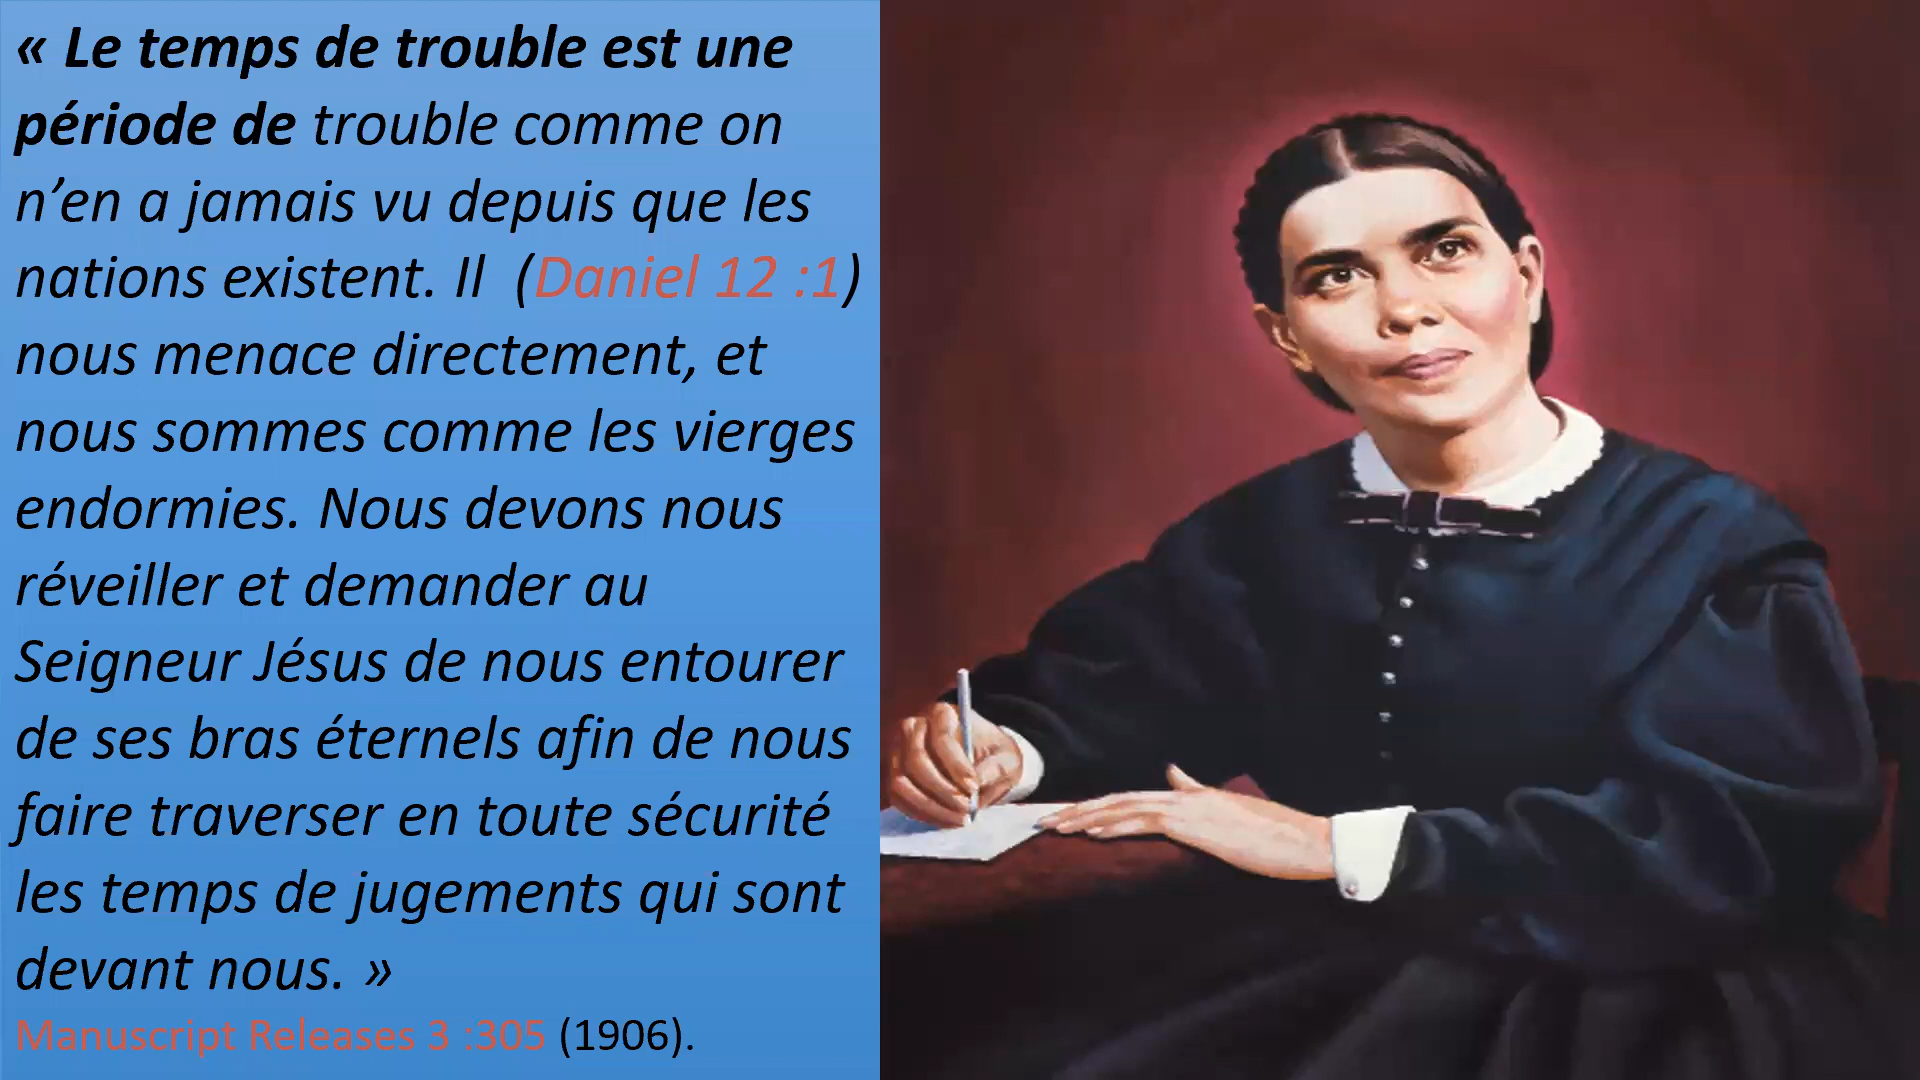 « Le temps de trouble est une
période de trouble comme on
n’en a jamais vu depuis que les
nations existent. Il  (Daniel 12 :1)
nous menace directement, et
nous sommes comme les vierges
endormies. Nous devons nous
réveiller et demander au
Seigneur Jésus de nous entourer
de ses bras éternels afin de nous
faire traverser en toute sécurité
les temps de jugements qui sont
devant nous. »
Manuscript Releases 3 :305 (1906).